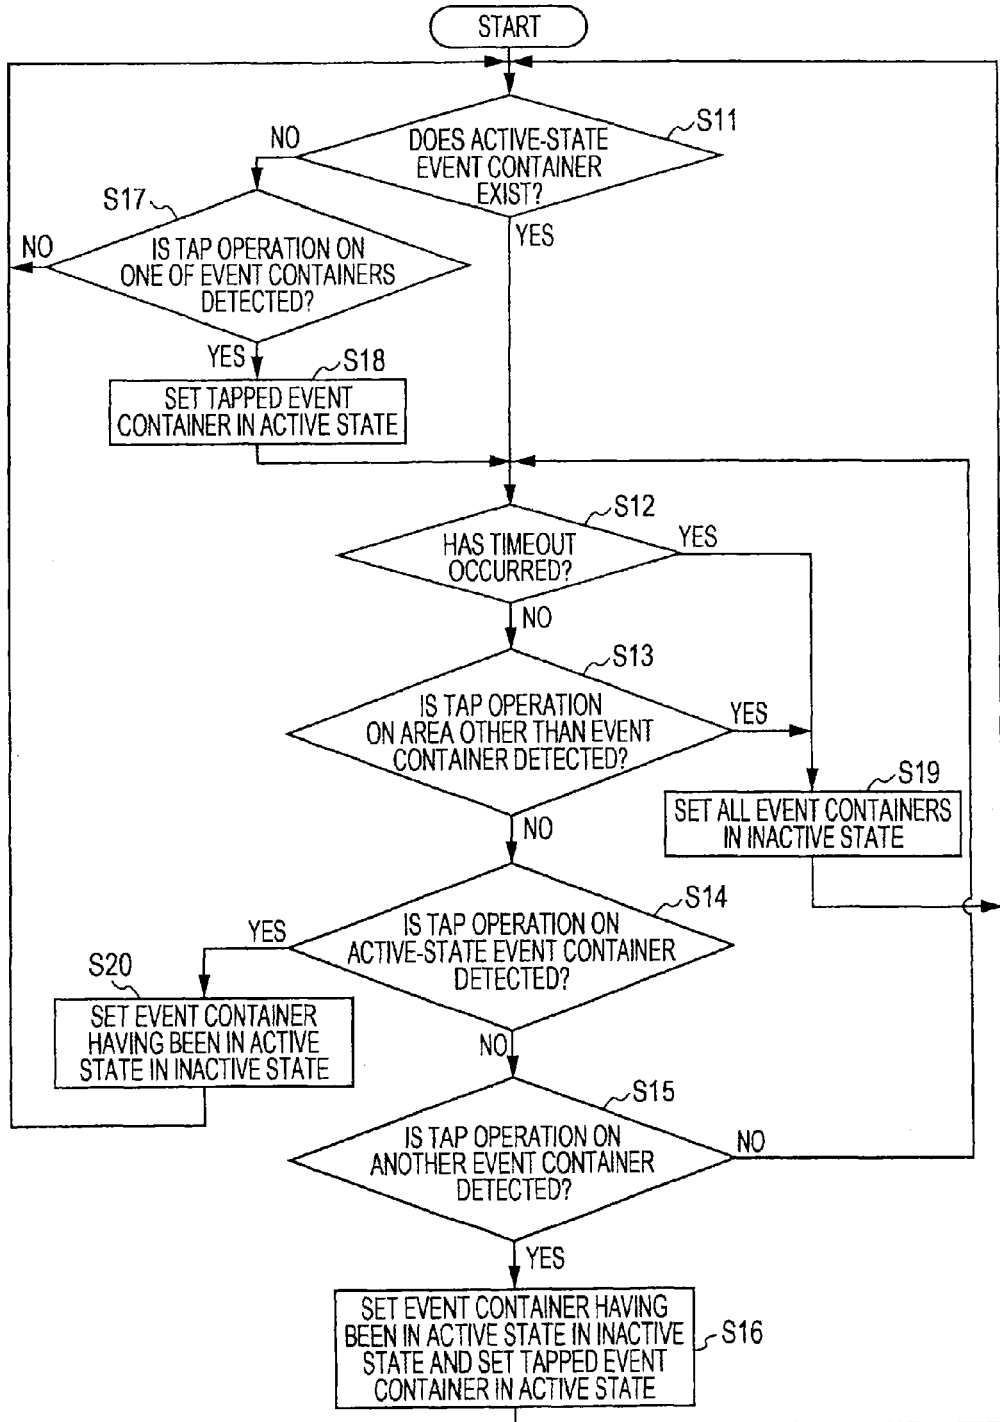 START
S11
DOES ACTIVE-STATE
EVENT CONTAINER
EXIST?
NO
YES
S17
IS TAP OPERATION ON
ONE OF EVENT CONTAINERS
DETECTED?
NO
YES
S18
SET TAPPED EVENT
CONTAINER IN ACTIVE STATE
S12
HAS TIMEOUT
OCCURRED?
YES
NO
S13
IS TAP OPERATION
ON AREA OTHER THAN EVENT
CONTAINER DETECTED?
YES
NO
S19
SET ALL EVENT CONTAINERS
IN INACTIVE STATE
S14
IS TAP OPERATION ON
ACTIVE-STATE EVENT CONTAINER
DETECTED?
YES
NO
S20
SET EVENT CONTAINER
HAVING BEEN IN ACTIVE
STATE IN INACTIVE STATE
S15
IS TAP OPERATION ON
ANOTHER EVENT CONTAINER
DETECTED?
NO
YES
SET EVENT CONTAINER HAVING
BEEN IN ACTIVE STATE IN INACTIVE
STATE AND SET TAPPED EVENT
CONTAINER IN ACTIVE STATE
S16